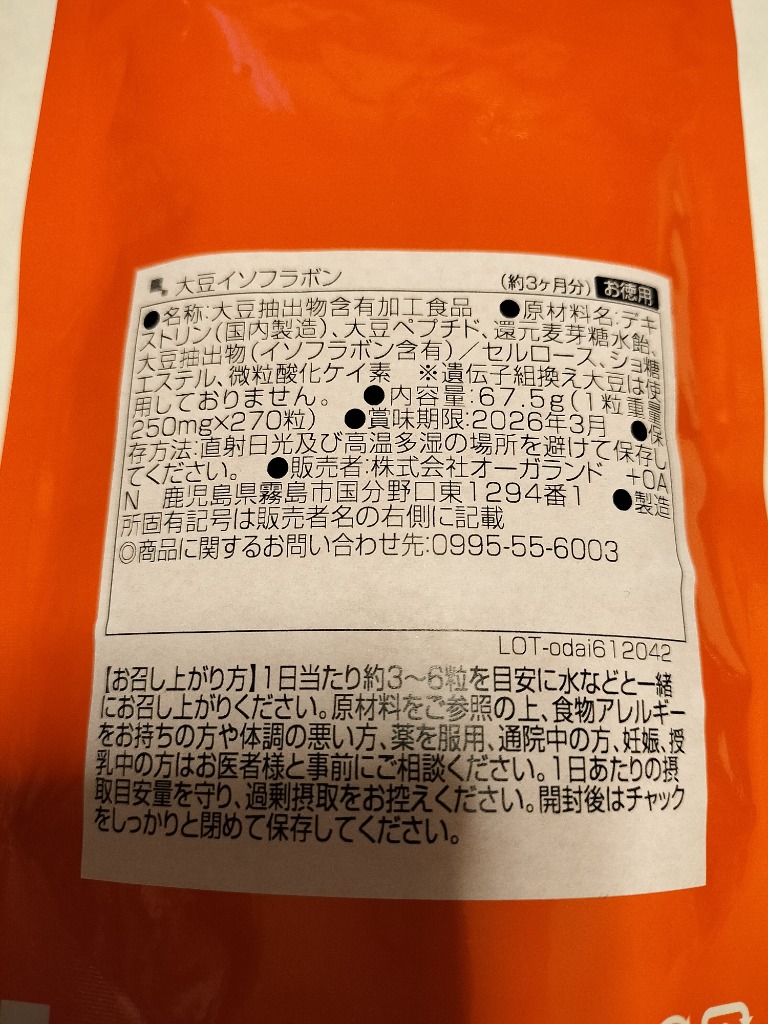 大豆イソフラボン (約3ヶ月分) お徳用
●名称:大豆抽出物含有加工食品 ●原材料名:デキ
ストリン(国内製造)、大豆ペプチド、還元麦芽糖水飴、
大豆抽出物(イソフラボン含有)/セルロース、ショ糖
エステル、微粒酸化ケイ素 ※遺伝子組換え大豆は使
用しておりません。 ●内容量:67.5g(1粒重量
250mg×270粒) ●賞味期限:2026年3月 ●保
存方法:直射日光及び高温多湿の場所を避けて保存し
てください。 ●販売者:株式会社オーガランド +OA
N 鹿児島県霧島市国分野口東1294番1 ●製造
所固有記号は販売者名の右側に記載
◎商品に関するお問い合わせ先:0995-55-6003
LOT-odai612042
【お召し上がり方】1日当たり約3〜6粒を目安に水などと一緒
にお召し上がりください。原材料をご参照の上、食物アレルギー
をお持ちの方や体調の悪い方、薬を服用、通院中の方、妊娠、授
乳中の方はお医者様と事前にご相談ください。1日あたりの摂
取目安量を守り、過剰摂取をお控えください。開封後はチャック
をしっかりと閉めて保存してください。